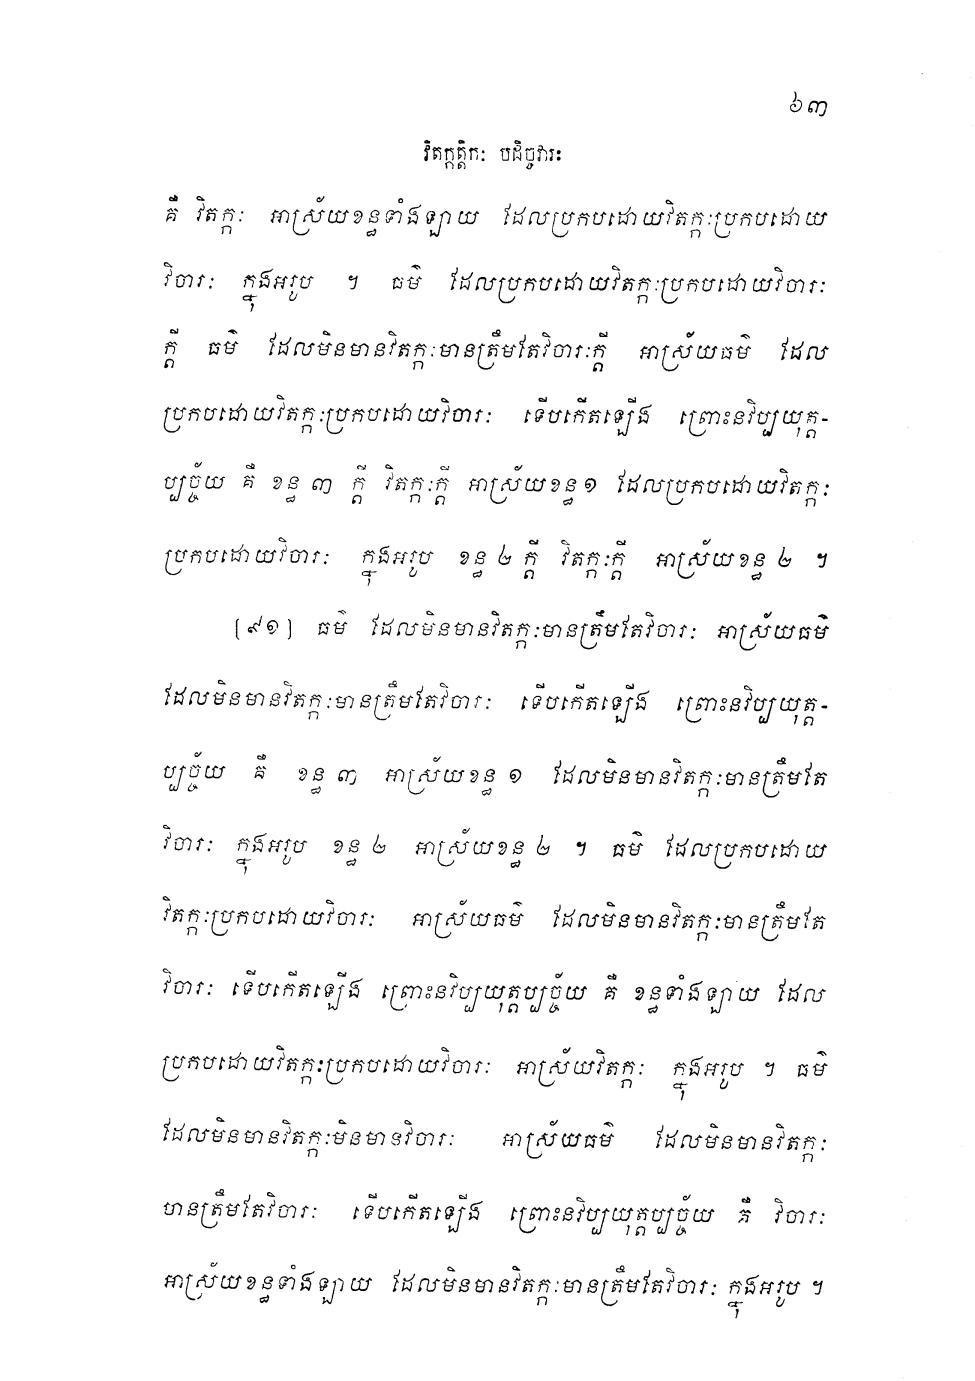 ៦៣
វិតក្កត្តិកៈ បដិច្ចវារៈ
គឺ វិតក្កៈ អាស្រ័យខន្ធទាំងឡាយ ដែលប្រកបដោយវិតក្កៈប្រកបដោយ
វិចារៈ ក្នុងអរូប ។ ធម៌ ដែលប្រកបដោយវិតក្កៈប្រកបដោយវិចារៈ
ក្តី ធម៌ ដែលមិនមានវិតក្កៈមានត្រឹមតែវិចារៈក្តី អាស្រ័យធម៌ ដែល
ប្រកបដោយវិតក្កៈប្រកបដោយវិចារៈ ទើបកើតឡើង ព្រោះនវិប្បយុត្ត-
ប្បច្ច័យ គឺ ខន្ធ ៣ ក្តី វិតក្កៈក្តី អាស្រ័យខន្ធ ១ ដែលប្រកបដោយវិតក្កៈ
ប្រកបដោយវិចារៈ ក្នុងអរូប ខន្ធ ២ ក្តី វិតក្កៈក្តី អាស្រ័យខន្ធ ២ ។
[៩១] ធម៌ ដែលមិនមានវិតក្កៈមានត្រឹមតែវិចារៈ អាស្រ័យធម៌
ដែលមិនមានវិតក្កៈមានត្រឹមតែវិចារៈ ទើបកើតឡើង ព្រោះនវិប្បយុត្ត-
ប្បច្ច័យ គឺ ខន្ធ ៣ អាស្រ័យខន្ធ ១ ដែលមិនមានវិតក្កៈមានត្រឹមតែ
វិចារៈ ក្នុងអរូប ខន្ធ ២ អាស្រ័យខន្ធ ២ ។ ធម៌ ដែលប្រកបដោយ
វិតក្កៈប្រកបដោយវិចារៈ អាស្រ័យធម៌ ដែលមិនមានវិតក្កៈមានត្រឹមតែ
វិចារៈ ទើបកើតឡើង ព្រោះនវិប្បយុត្តប្បច្ច័យ គឺ ខន្ធទាំងឡាយ ដែល
ប្រកបដោយវិតក្កៈប្រកបដោយវិចារៈ អាស្រ័យវិតក្កៈ ក្នុងអរូប ។ ធម៌
ដែលមិនមានវិតក្កៈមិនមានវិចារៈ អាស្រ័យធម៌ ដែលមិនមានវិតក្កៈ
មានត្រឹមតែវិចារៈ ទើបកើតឡើង ព្រោះនវិប្បយុត្តប្បច្ច័យ គឺ វិចារៈ
អាស្រ័យខន្ធទាំងឡាយ ដែលមិនមានវិតក្កៈមានត្រឹមតែវិចារៈ ក្នុងអរូប ។